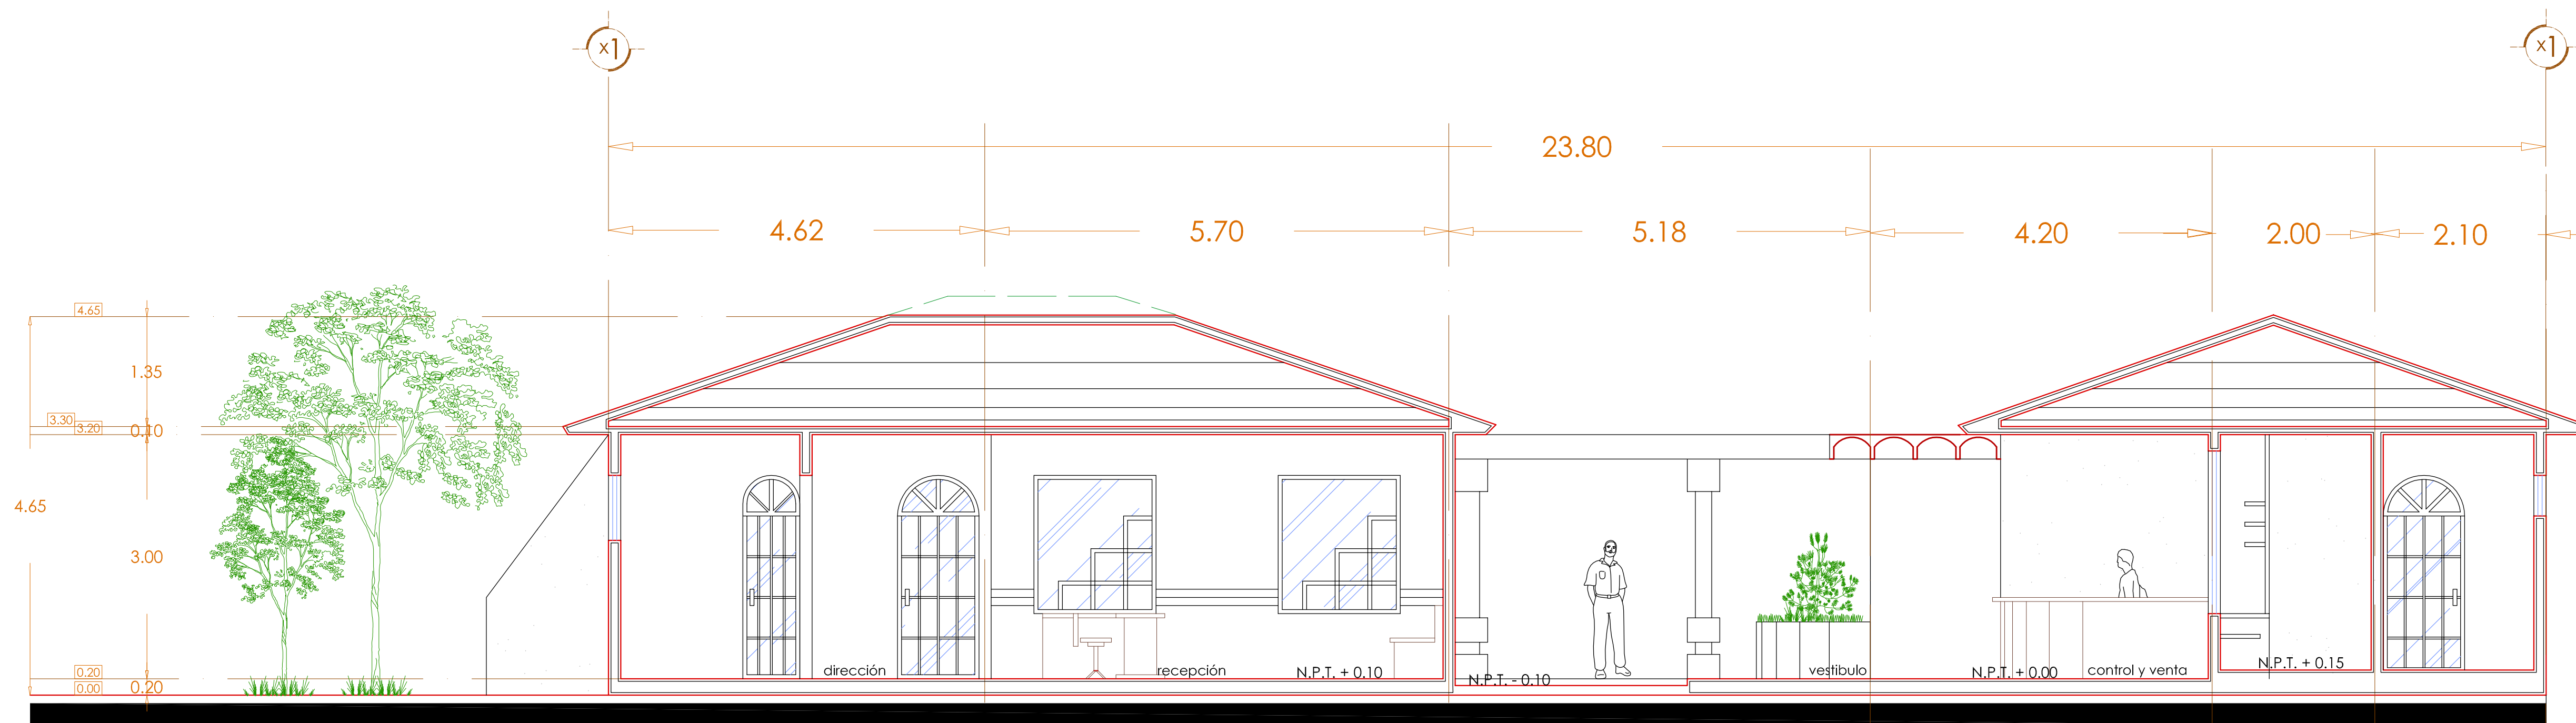 x1
x1
23.80
4.62
5.70
5.18
4.20
2.00
2.10
4.65
1.35
3.30
3.20
0.10
4.65
3.00
0.20
0.00
0.20
dirección
recepción
N.P.T. + 0.10
N.P.T. - 0.10
vestibulo
N.P.T. + 0.00
control y venta
N.P.T. + 0.15